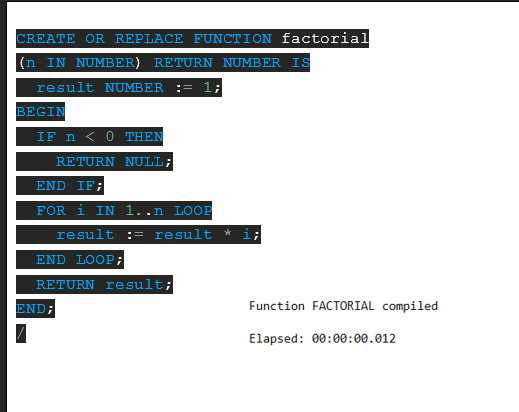 CREATE OR REPLACE FUNCTION factorial
(n IN NUMBER) RETURN NUMBER IS
  result NUMBER := 1;
BEGIN
  IF n < 0 THEN
    RETURN NULL;
  END IF;
  FOR i IN 1..n LOOP
    result := result * i;
  END LOOP;
  RETURN result;
END;
/
Function FACTORIAL compiled
Elapsed: 00:00:00.012